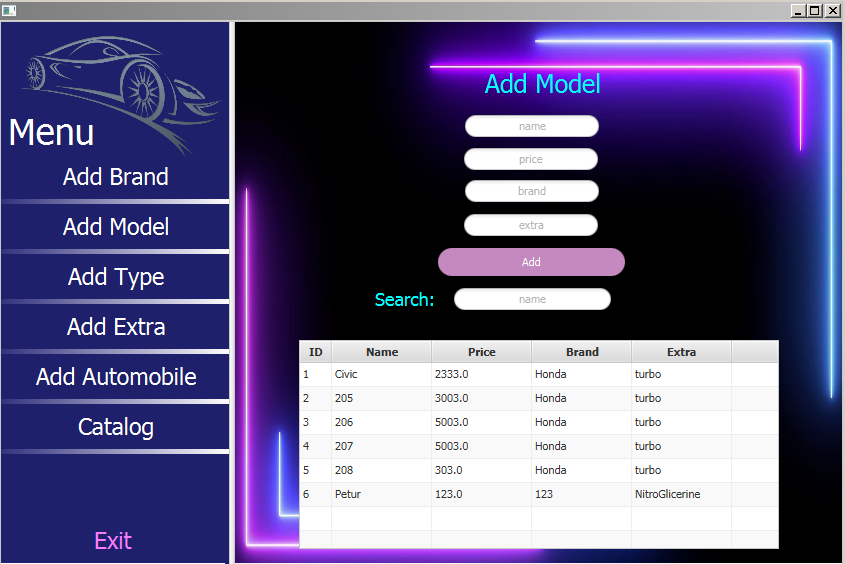 Menu
Add Brand
Add Model
Add Type
Add Extra
Add Automobile
Catalog
Exit
Add Model
name
price
brand
extra
Add
Search: name
ID Name Price Brand Extra
1 Civic 2333.0 Honda turbo
2 205 3003.0 Honda turbo
3 206 5003.0 Honda turbo
4 207 5003.0 Honda turbo
5 208 303.0 Honda turbo
6 Petur 123.0 123 NitroGlicerine